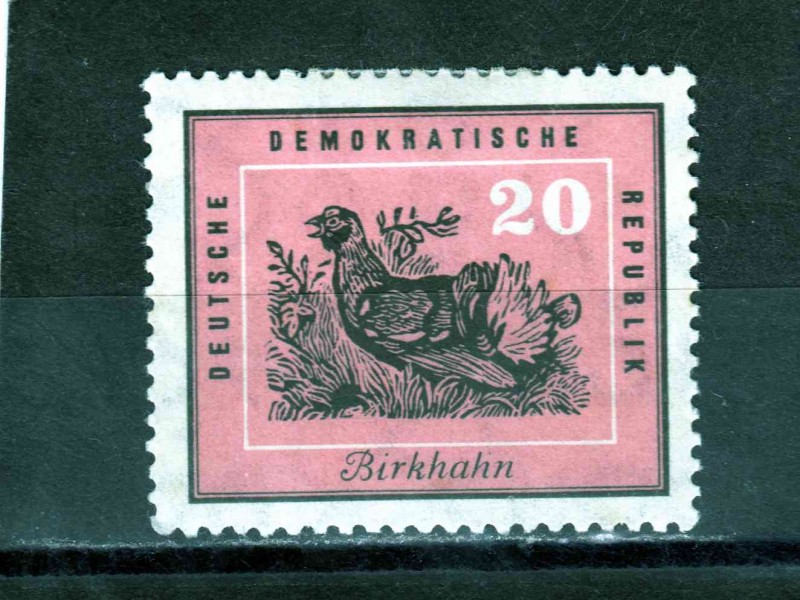 DEUTSCHE
DEMOKRATISCHE
REPUBLIK
20
Birkhahn